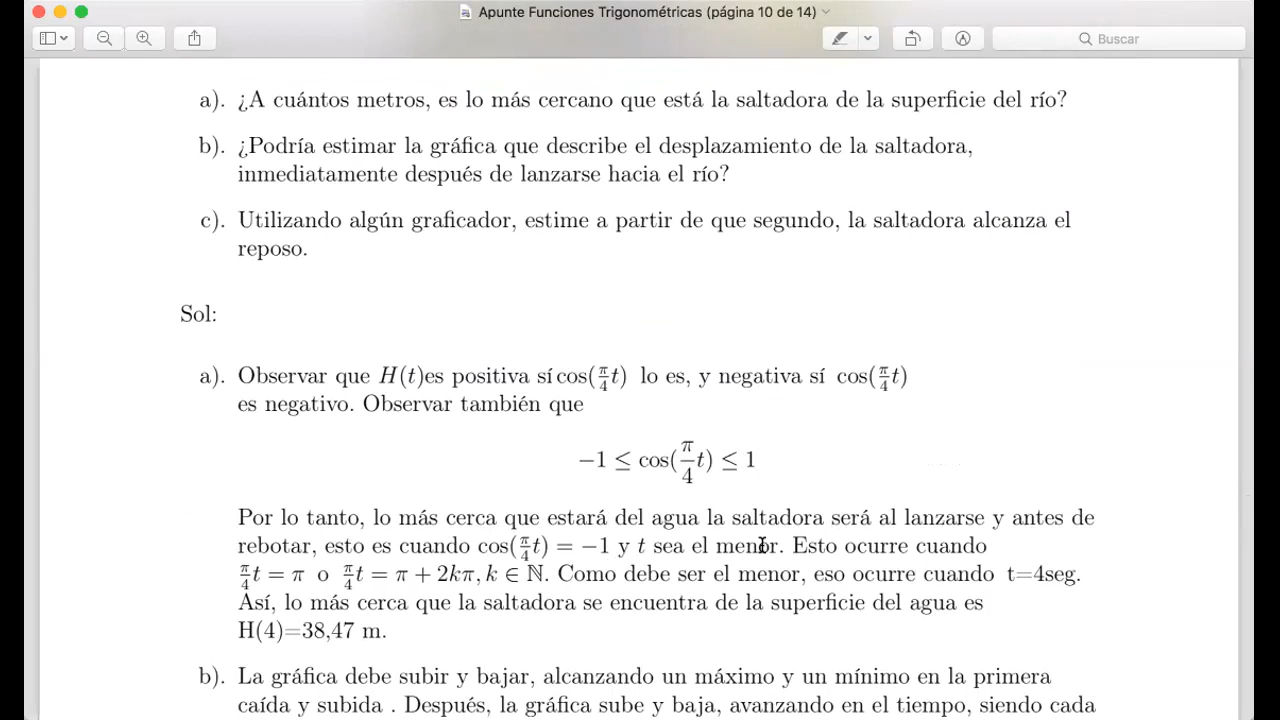 Apunte Funciones Trigonométricas (página 10 de 14)
Buscar
a). ¿A cuántos metros, es lo más cercano que está la saltadora de la superficie del río?
b). ¿Podría estimar la gráfica que describe el desplazamiento de la saltadora,
inmediatamente después de lanzarse hacia el río?
c). Utilizando algún graficador, estime a partir de que segundo, la saltadora alcanza el
reposo.
Sol:
a). Observar que H(t)es positiva sí cos(π/4 t) lo es, y negativa sí cos(π/4 t)
es negativo. Observar también que
−1 ≤ cos(π/4 t) ≤ 1
Por lo tanto, lo más cerca que estará del agua la saltadora será al lanzarse y antes de
rebotar, esto es cuando cos(π/4 t) = −1 y t sea el menor. Esto ocurre cuando
π/4 t = π o π/4 t = π + 2kπ, k ∈ ℕ. Como debe ser el menor, eso ocurre cuando t=4seg.
Así, lo más cerca que la saltadora se encuentra de la superficie del agua es
H(4)=38,47 m.
b). La gráfica debe subir y bajar, alcanzando un máximo y un mínimo en la primera
caída y subida . Después, la gráfica sube y baja, avanzando en el tiempo, siendo cada